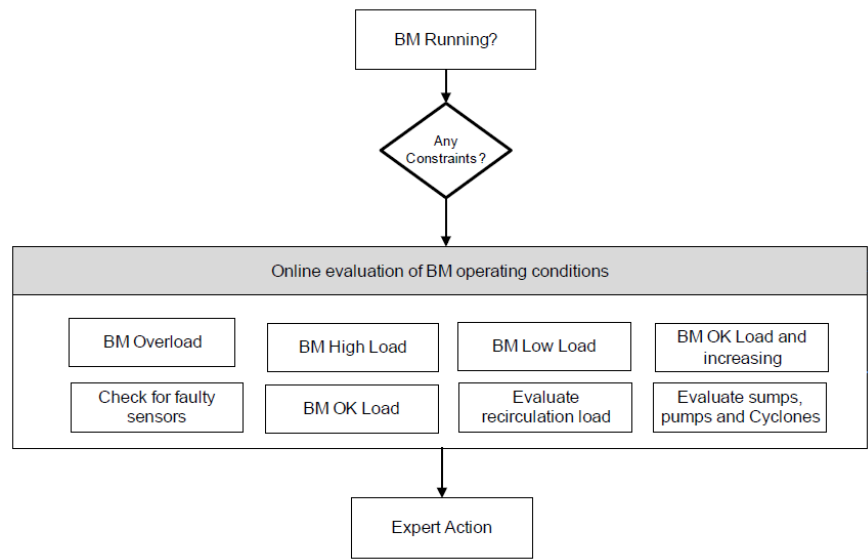 BM Running?
Any
Constraints?
Online evaluation of BM operating conditions
BM Overload
BM High Load
BM Low Load
BM OK Load and
increasing
Check for faulty
sensors
BM OK Load
Evaluate
recirculation load
Evaluate sumps,
pumps and Cyclones
Expert Action